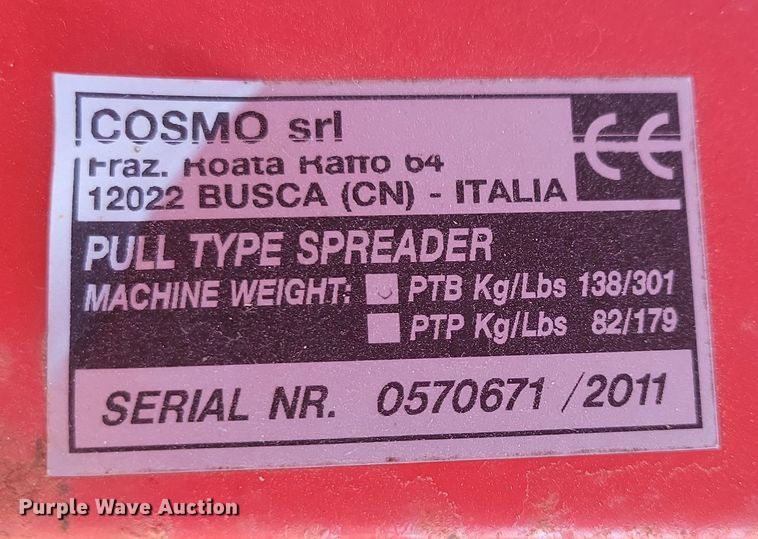 COSMO srl
Fraz. Roata Raffo 64
12022 BUSCA (CN) - ITALIA
CE
PULL TYPE SPREADER
MACHINE WEIGHT: PTB Kg/Lbs 138/301
PTP Kg/Lbs 82/179
SERIAL NR. 0570671 / 2011
Purple Wave Auction